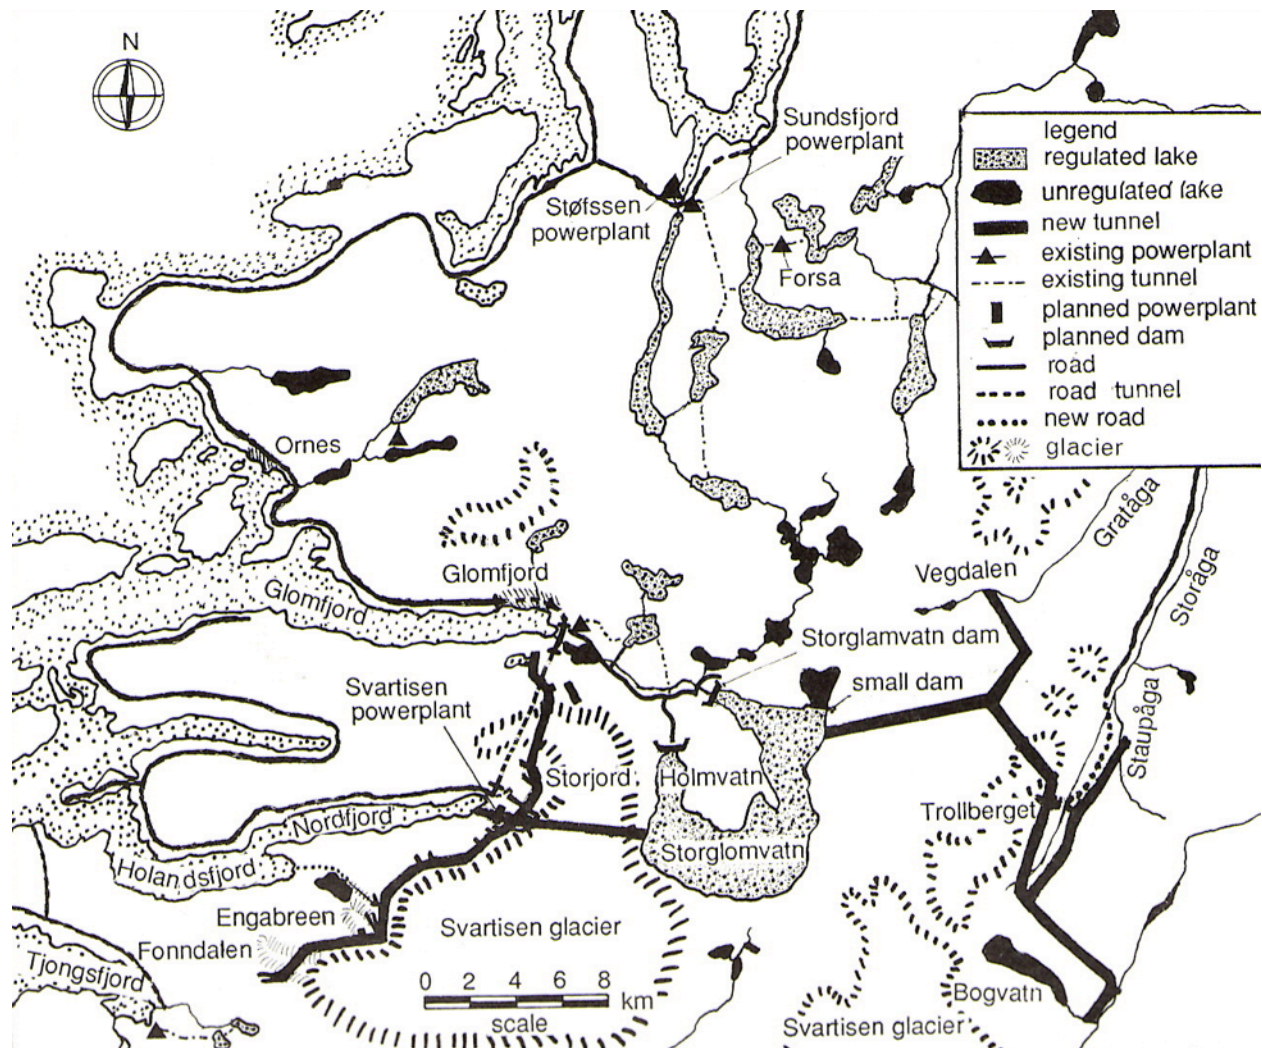 N
Sundsfjord
powerplant
legend
regulated lake
unregulated lake
new tunnel
existing powerplant
existing tunnel
planned powerplant
planned dam
road
road tunnel
new road
glacier
Støfssen
powerplant
Forsa
Ornes
Glomfjord
Glomfjord
Vegdalen
Gratåga
Storåga
Storglamvatn dam
small dam
Svartisen
powerplant
Staupåga
Storjord
Holmvatn
Trollberget
Nordfjord
Storglomvatn
Holandsfjord
Engabreen
Svartisen glacier
Fonndalen
Tjongsfjord
0 2 4 6 8
km
scale
Bogvatn
Svartisen glacier